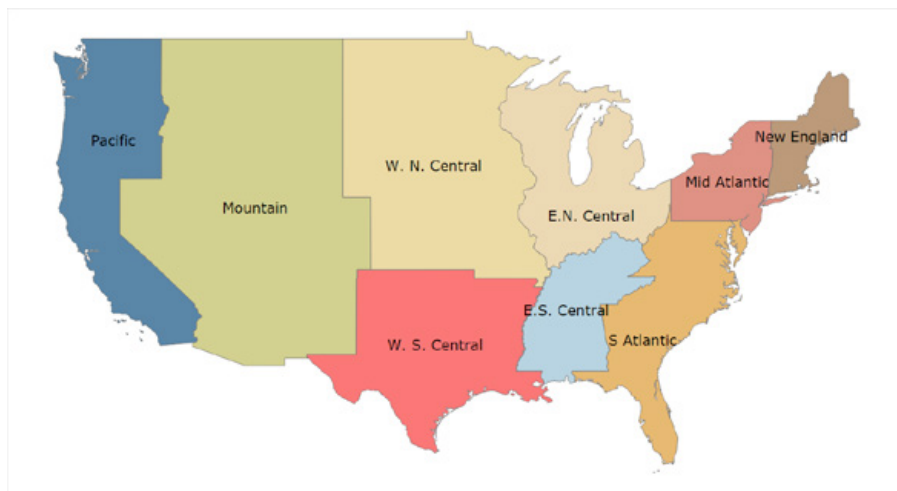 Pacific
Mountain
W. N. Central
E.N. Central
New England
Mid Atlantic
E.S. Central
S Atlantic
W. S. Central